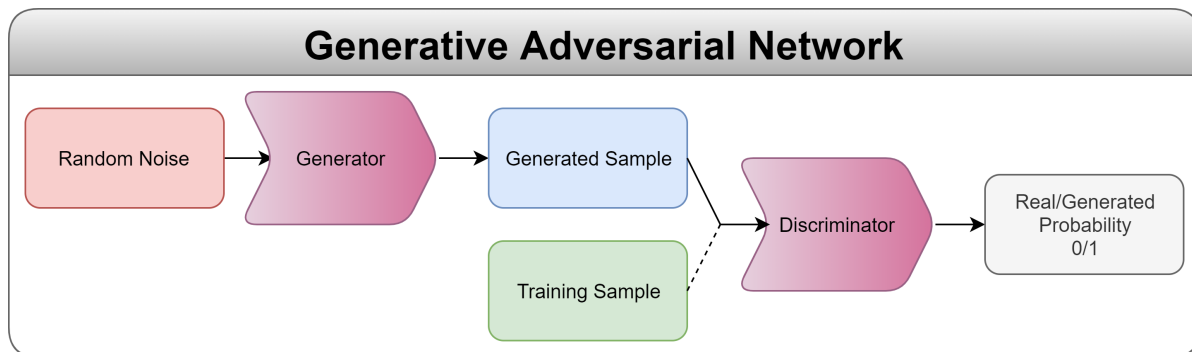 Generative Adversarial Network
Random Noise
Generator
Generated Sample
Training Sample
Discriminator
Real/Generated
Probability
0/1